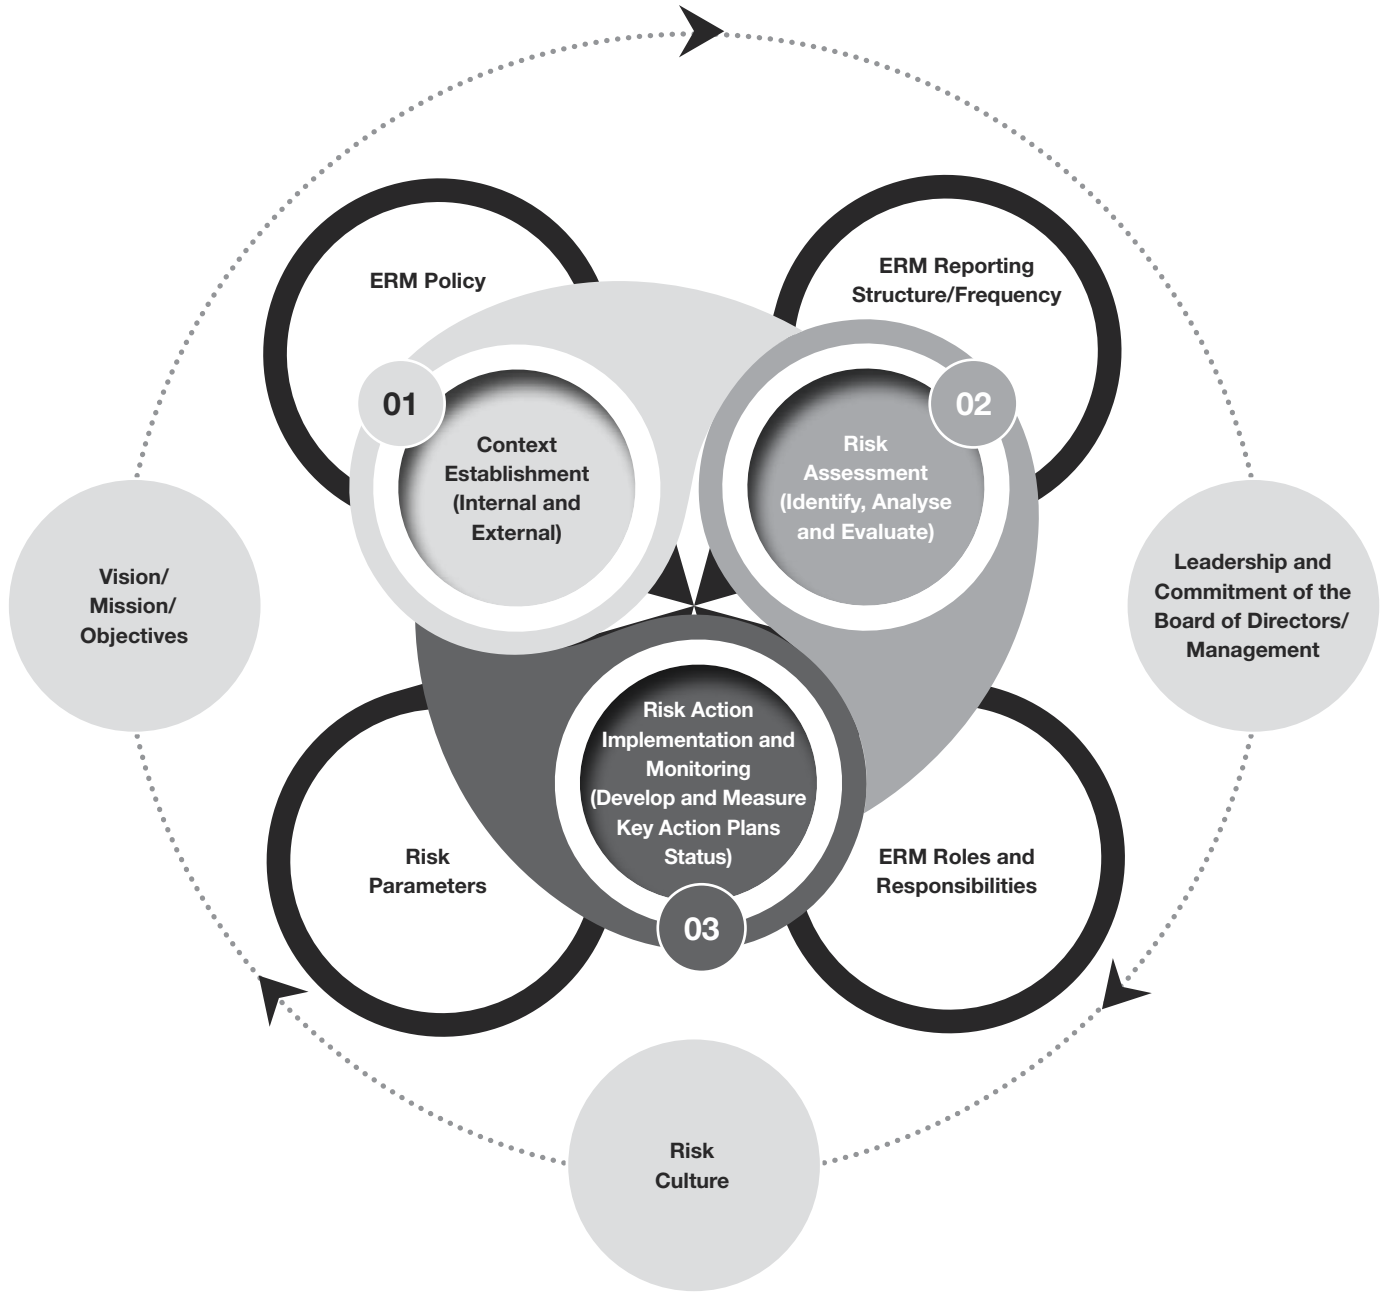 ERM Policy
ERM Reporting
Structure/Frequency
01
Context
Establishment
(Internal and
External)
02
Risk
Assessment
(Identify, Analyse
and Evaluate)
Vision/
Mission/
Objectives
Leadership and
Commitment of the
Board of Directors/
Management
Risk Action
Implementation and
Monitoring
(Develop and Measure
Key Action Plans
Status)
03
Risk
Parameters
ERM Roles and
Responsibilities
Risk
Culture